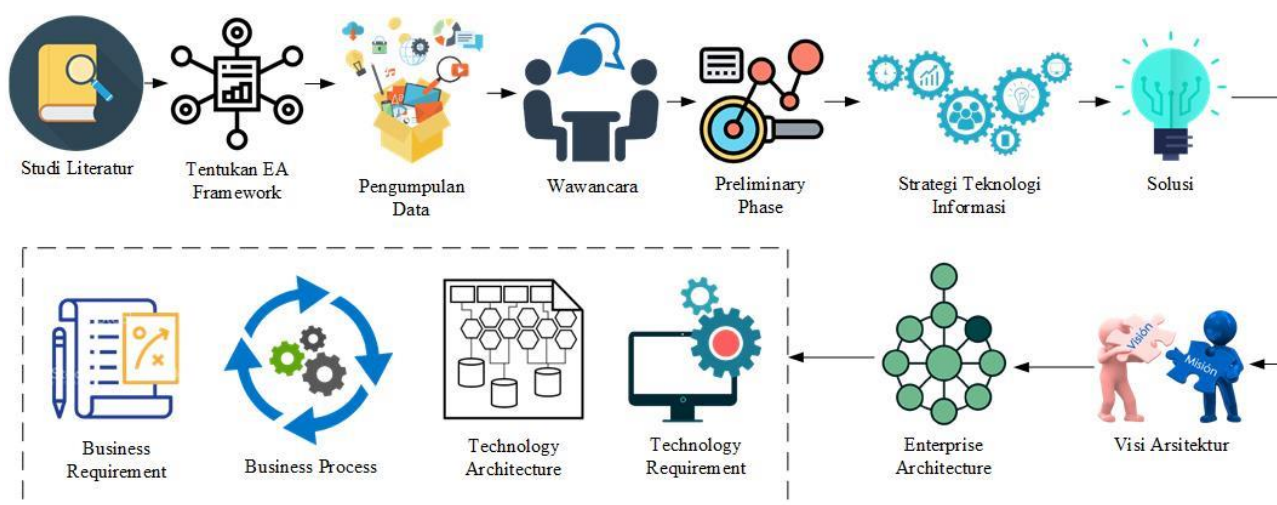 Studi Literatur
Tentukan EA
Framework
Pengumpulan
Data
Wawancara
Preliminary
Phase
Strategi Teknologi
Informasi
Solusi
Visión
Misión
Business
Requirement
Business Process
Technology
Architecture
Technology
Requirement
Enterprise
Architecture
Visi Arsitektur